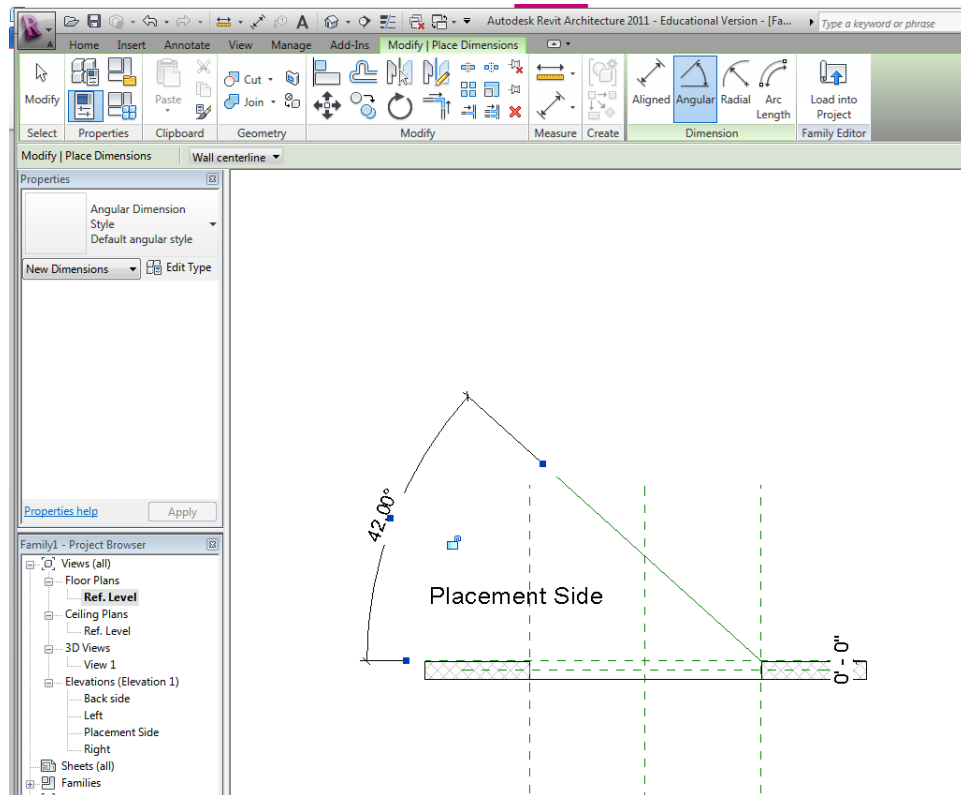 Autodesk Revit Architecture 2011 - Educational Version - [Fa...
Type a keyword or phrase
Home Insert Annotate View Manage Add-Ins Modify | Place Dimensions
Modify
Paste
Cut
Join
Aligned Angular Radial Arc Length
Load into Project
Select Properties Clipboard Geometry Modify Measure Create Dimension Family Editor
Modify | Place Dimensions Wall centerline
Properties
Angular Dimension
Style
Default angular style
New Dimensions Edit Type
Properties help Apply
Family1 - Project Browser
Views (all)
Floor Plans
Ref. Level
Ceiling Plans
Ref. Level
3D Views
View 1
Elevations (Elevation 1)
Back side
Left
Placement Side
Right
Sheets (all)
Families
42.00°
Placement Side
0' - 0"